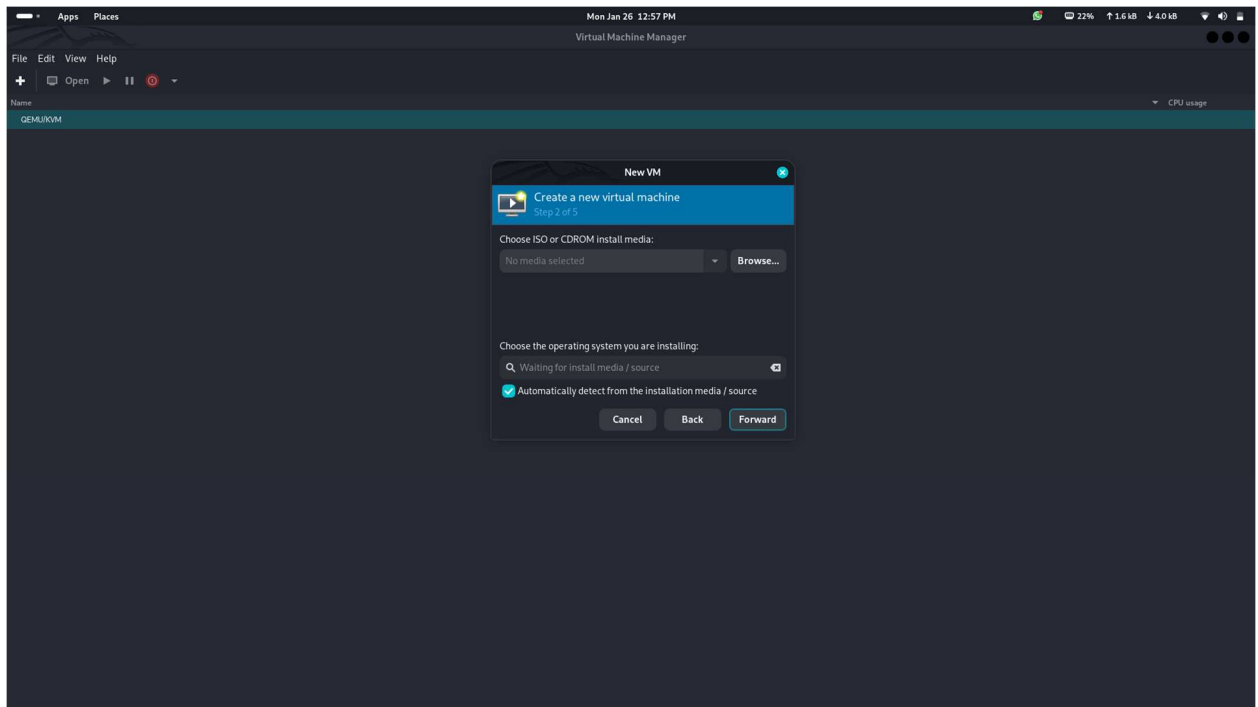 Apps Places Mon Jan 26 12:57 PM 22% ↑ 1.6 kB ↓ 4.0 kB
Virtual Machine Manager
File Edit View Help
Open
Name CPU usage
QEMU/KVM
New VM
Create a new virtual machine
Step 2 of 5
Choose ISO or CDROM install media:
No media selected Browse...
Choose the operating system you are installing:
Waiting for install media / source
Automatically detect from the installation media / source
Cancel Back Forward